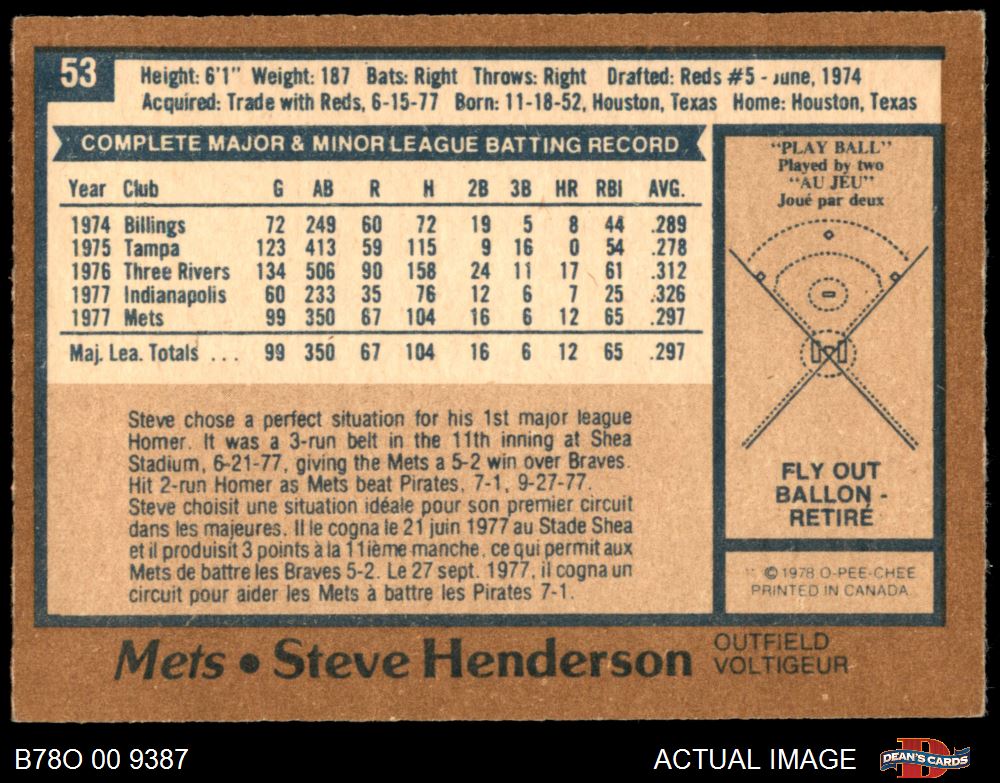 53
Height: 6'1" Weight: 187 Bats: Right Throws: Right Drafted: Reds #5 - June, 1974
Acquired: Trade with Reds, 6-15-77 Born: 11-18-52, Houston, Texas Home: Houston, Texas
COMPLETE MAJOR & MINOR LEAGUE BATTING RECORD
Year Club G AB R H 2B 3B HR RBI AVG.
1974 Billings 72 249 60 72 19 5 8 44 .289
1975 Tampa 123 413 59 115 9 16 0 54 .278
1976 Three Rivers 134 506 90 158 24 11 17 61 .312
1977 Indianapolis 60 233 35 76 12 6 7 25 .326
1977 Mets 99 350 67 104 16 6 12 65 .297
Maj. Lea. Totals ... 99 350 67 104 16 6 12 65 .297
Steve chose a perfect situation for his 1st major league
Homer. It was a 3-run belt in the 11th inning at Shea
Stadium, 6-21-77, giving the Mets a 5-2 win over Braves.
Hit 2-run Homer as Mets beat Pirates, 7-1, 9-27-77.
Steve choisit une situation idéale pour son premier circuit
dans les majeures. Il le cogna le 21 juin 1977 au Stade Shea
et il produisit 3 points à la 11ième manche, ce qui permit aux
Mets de battre les Braves 5-2. Le 27 sept. 1977, il cogna un
circuit pour aider les Mets à battre les Pirates 7-1.
"PLAY BALL"
Played by two
"AU JEU"
Joué par deux
FLY OUT
BALLON -
RETIRÉ
© 1978 O-PEE-CHEE
PRINTED IN CANADA
Mets • Steve Henderson
OUTFIELD
VOLTIGEUR
B78O 00 9387
ACTUAL IMAGE
DEAN'S CARDS